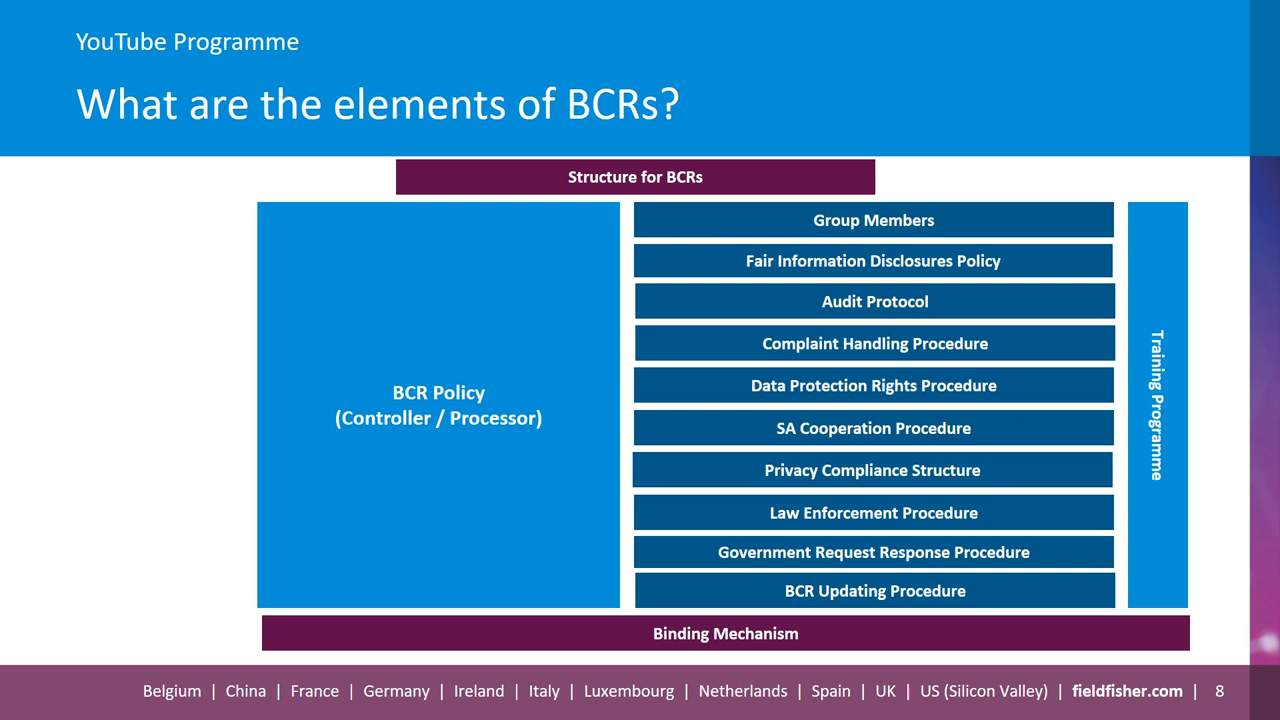 YouTube Programme
What are the elements of BCRs?
Structure for BCRs
BCR Policy
(Controller / Processor)
Group Members
Fair Information Disclosures Policy
Audit Protocol
Complaint Handling Procedure
Data Protection Rights Procedure
SA Cooperation Procedure
Privacy Compliance Structure
Law Enforcement Procedure
Government Request Response Procedure
BCR Updating Procedure
Training Programme
Binding Mechanism
Belgium | China | France | Germany | Ireland | Italy | Luxembourg | Netherlands | Spain | UK | US (Silicon Valley) | fieldfisher.com | 8